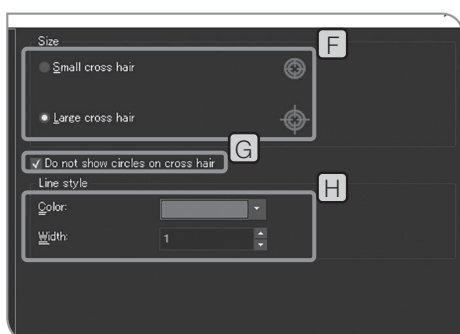 Size
F
Small cross hair
Large cross hair
G
Do not show circles on cross hair
Line style
H
Color:
Width:
1